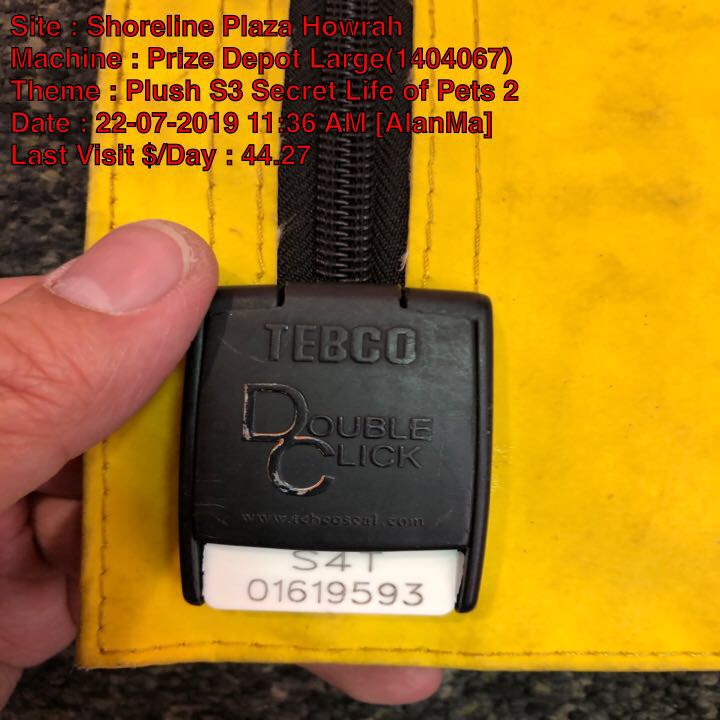 Site : Shoreline Plaza Howrah
Machine : Prize Depot Large(1404067)
Theme : Plush S3 Secret Life of Pets 2
Date : 22-07-2019 11:36 AM [AlanMa]
Last Visit $/Day : 44.27
TEBCO
DOUBLE
CLICK
www.tebcoseal.com
S4T
01619593